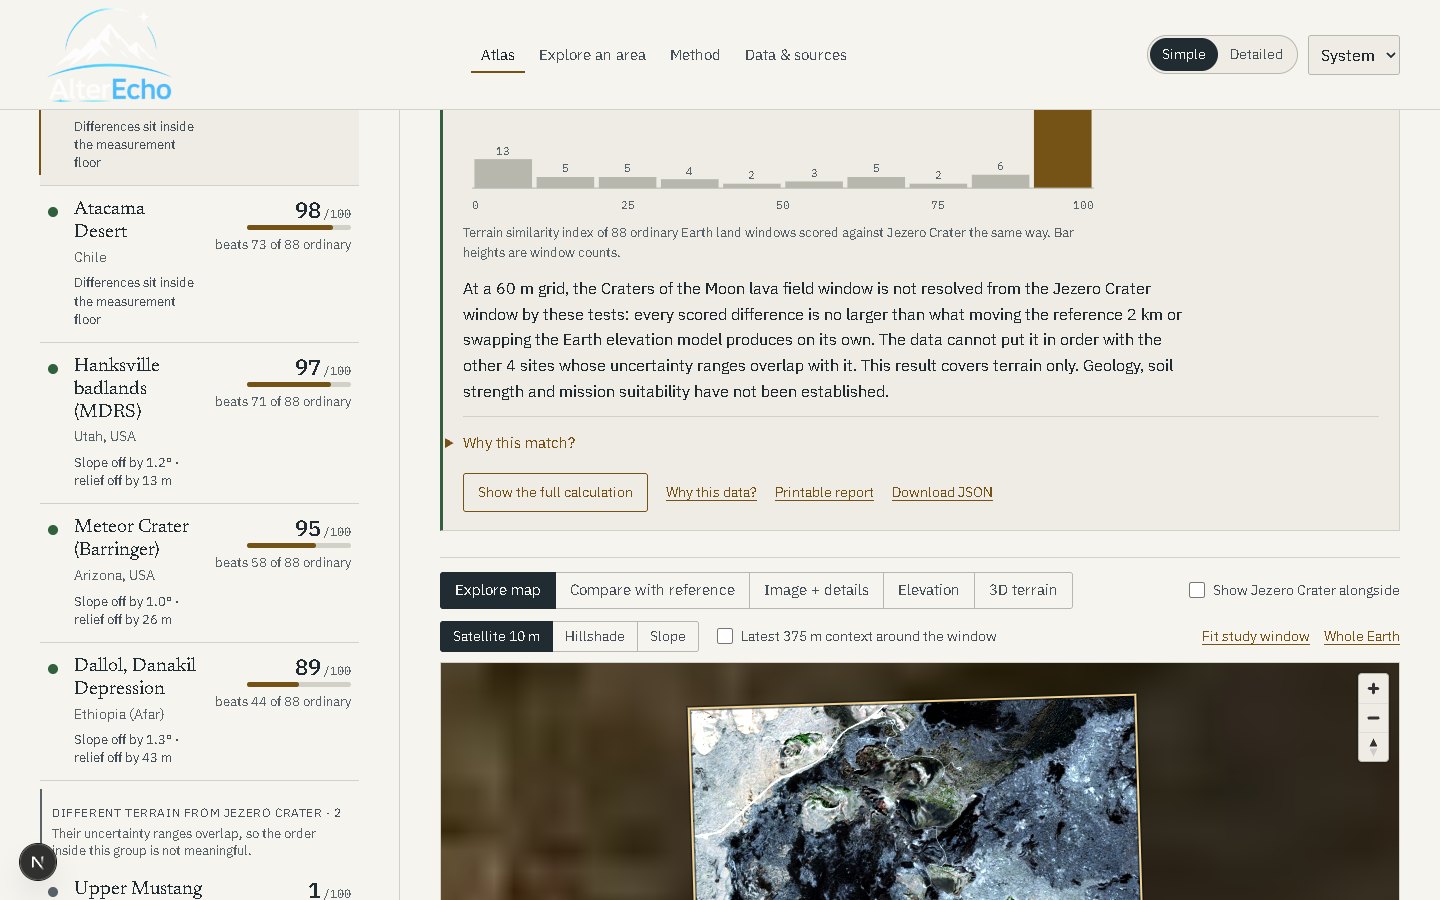 AlterEcho
Atlas
Explore an area
Method
Data & sources
Simple
Detailed
System
Differences sit inside
the measurement
floor
Atacama
Desert
98 /100
beats 73 of 88 ordinary
Chile
Differences sit inside
the measurement
floor
Hanksville
badlands
(MDRS)
97 /100
beats 71 of 88 ordinary
Utah, USA
Slope off by 1.2° ·
relief off by 13 m
Meteor Crater
(Barringer)
95 /100
beats 58 of 88 ordinary
Arizona, USA
Slope off by 1.0° ·
relief off by 26 m
Dallol, Danakil
Depression
89 /100
beats 44 of 88 ordinary
Ethiopia (Afar)
Slope off by 1.3° ·
relief off by 43 m
DIFFERENT TERRAIN FROM JEZERO CRATER · 2
Their uncertainty ranges overlap, so the order
inside this group is not meaningful.
N
Upper Mustang
1 /100
13 5 5 4 2 3 5 2 6
0 25 50 75 100
Terrain similarity index of 88 ordinary Earth land windows scored against Jezero Crater the same way. Bar
heights are window counts.
At a 60 m grid, the Craters of the Moon lava field window is not resolved from the Jezero Crater
window by these tests: every scored difference is no larger than what moving the reference 2 km or
swapping the Earth elevation model produces on its own. The data cannot put it in order with the
other 4 sites whose uncertainty ranges overlap with it. This result covers terrain only. Geology, soil
strength and mission suitability have not been established.
Why this match?
Show the full calculation
Why this data?
Printable report
Download JSON
Explore map
Compare with reference
Image + details
Elevation
3D terrain
Show Jezero Crater alongside
Satellite 10 m
Hillshade
Slope
Latest 375 m context around the window
Fit study window
Whole Earth